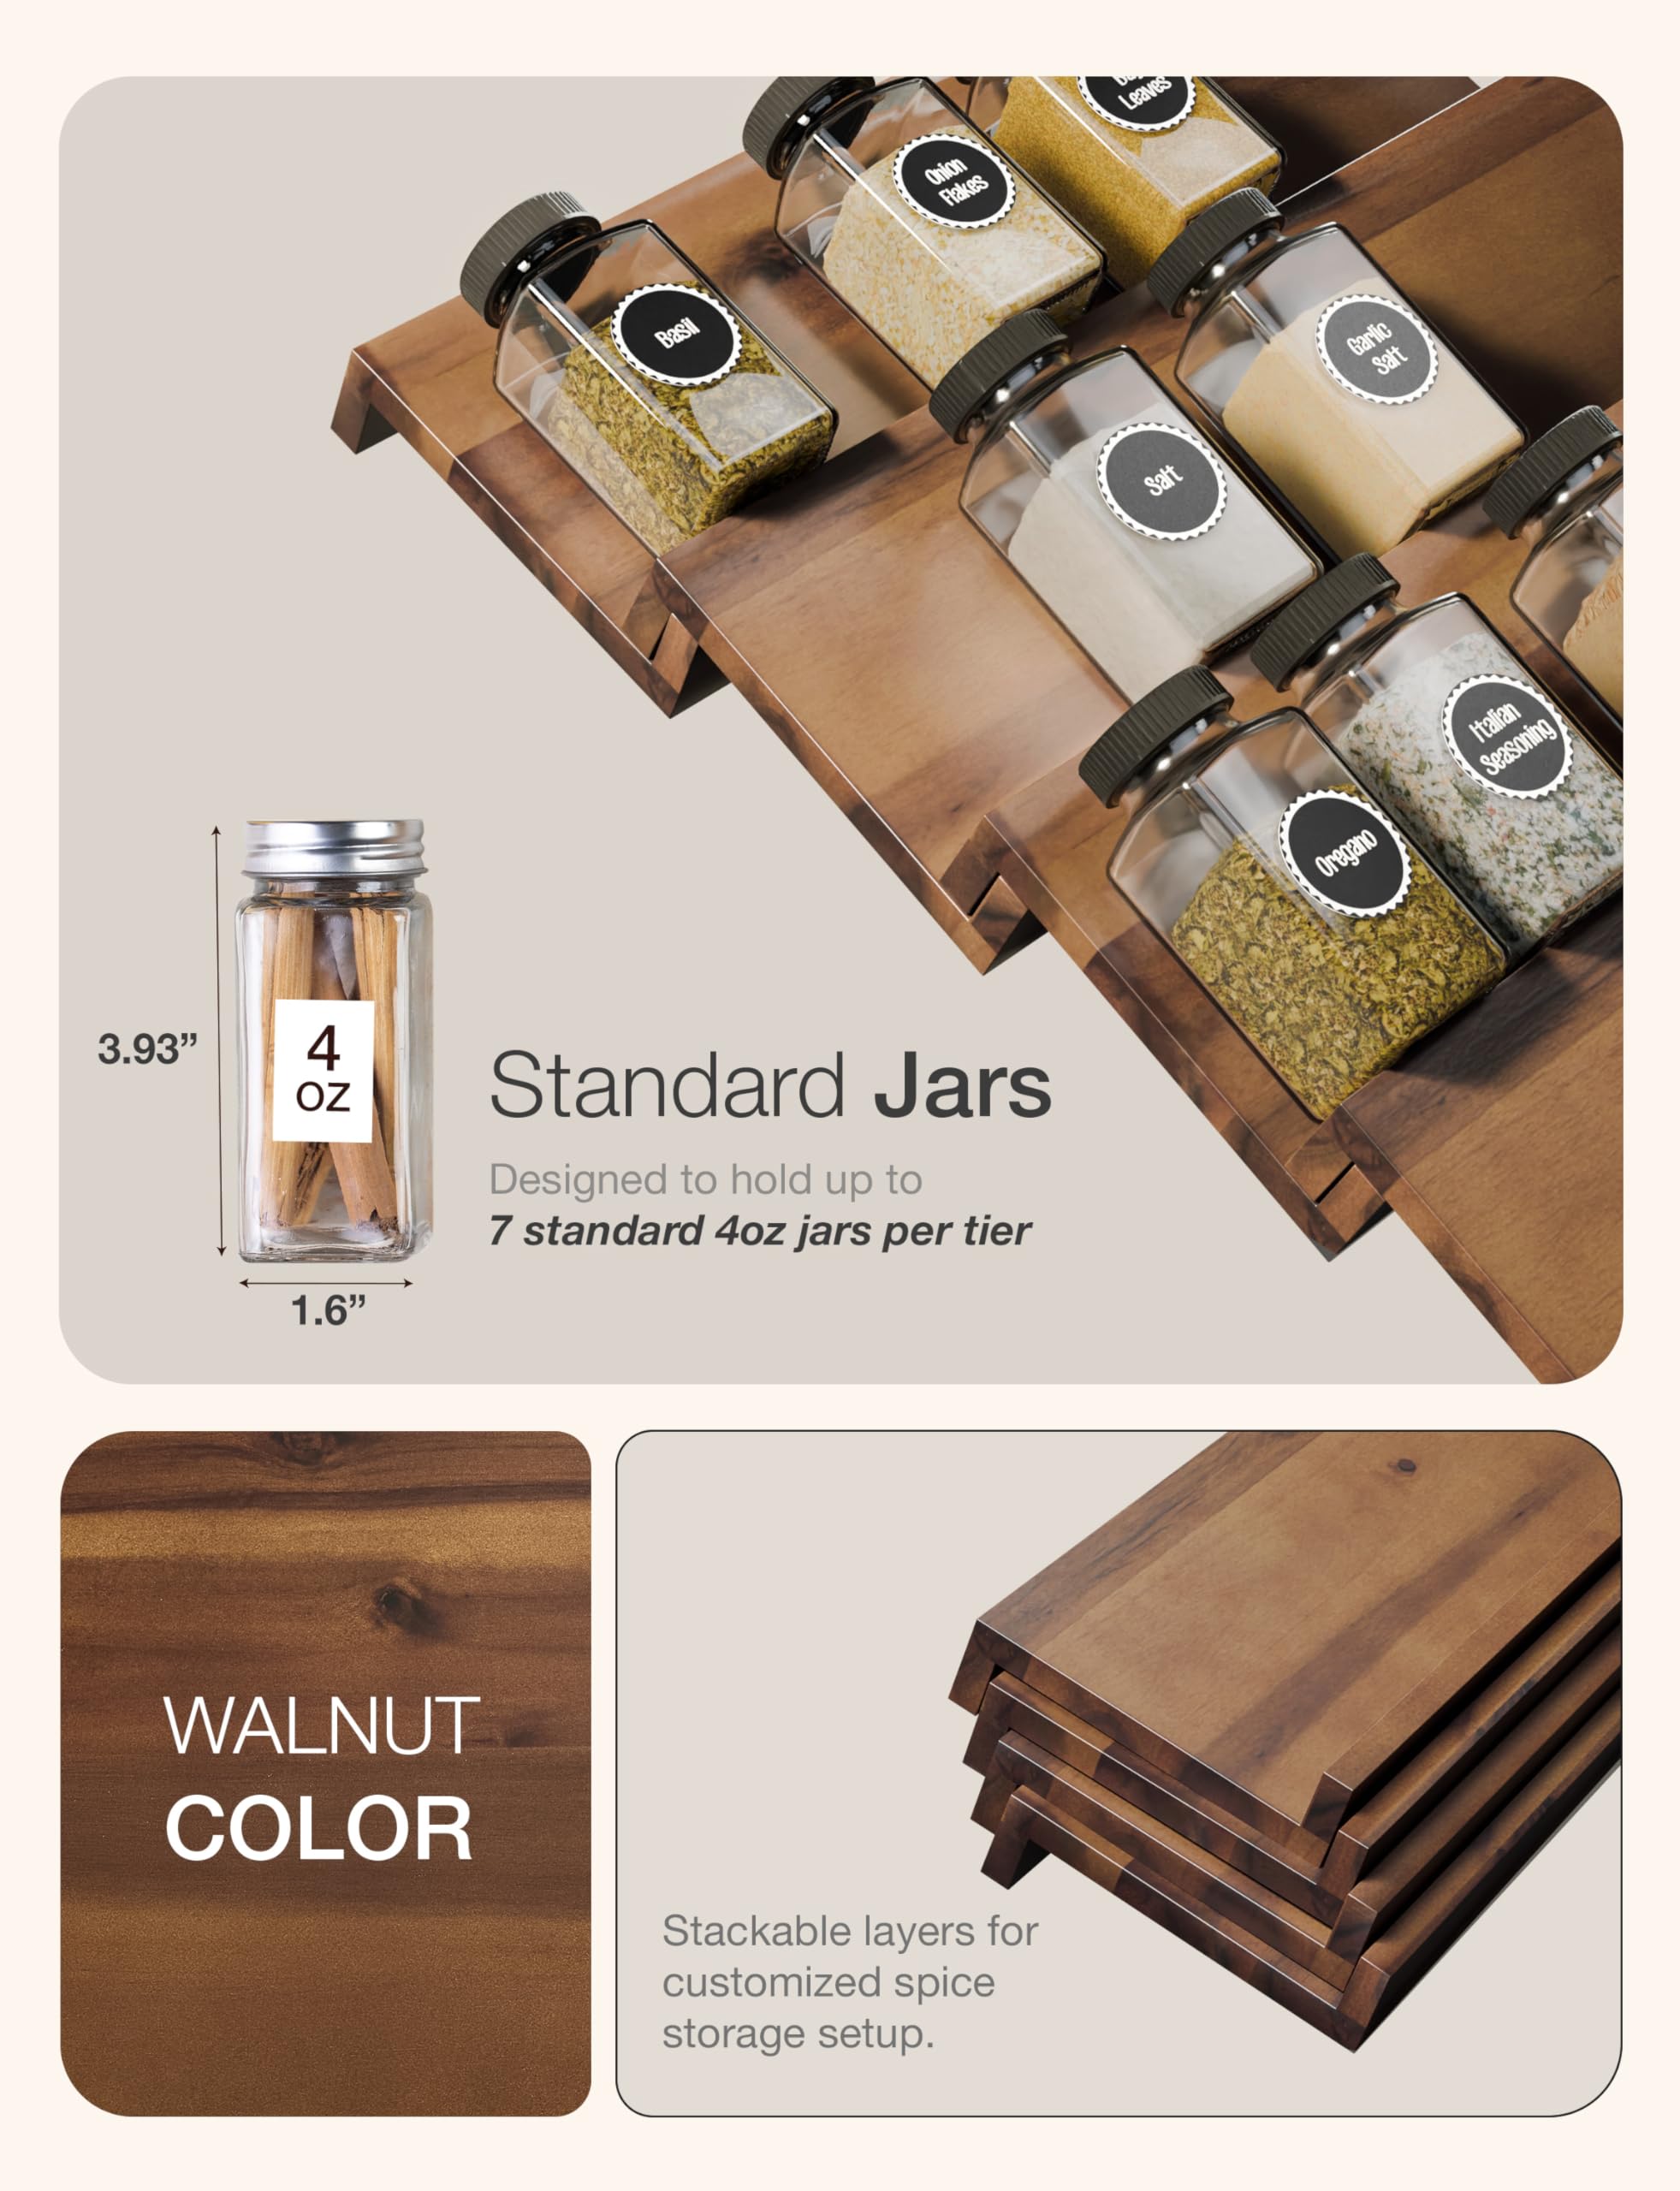 Leaves
Onion
Flakes
Basil
Garlic
Salt
Salt
Italian
Seasoning
Oregano
3.93”
4
oz
1.6”
Standard Jars
Designed to hold up to
7 standard 4oz jars per tier
WALNUT
COLOR
Stackable layers for
customized spice
storage setup.